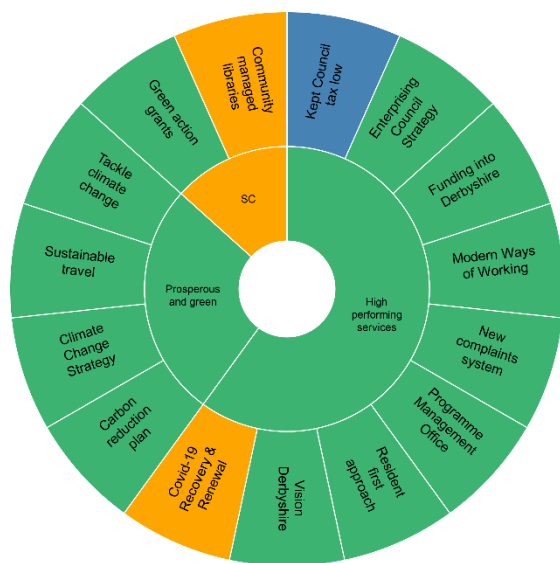 Kept Council
tax low
Enterprising
Council
Strategy
Funding into
Derbyshire
Modern Ways
of Working
New
complaints
system
Programme
Management
Office
Resident
first
approach
Vision
Derbyshire
Covid-19
Recovery &
Renewal
Carbon
reduction
plan
Climate
Change
Strategy
Sustainable
travel
Tackle
climate
change
Green action
grants
Community
managed
libraries
SC
Prosperous
and green
High
performing
services